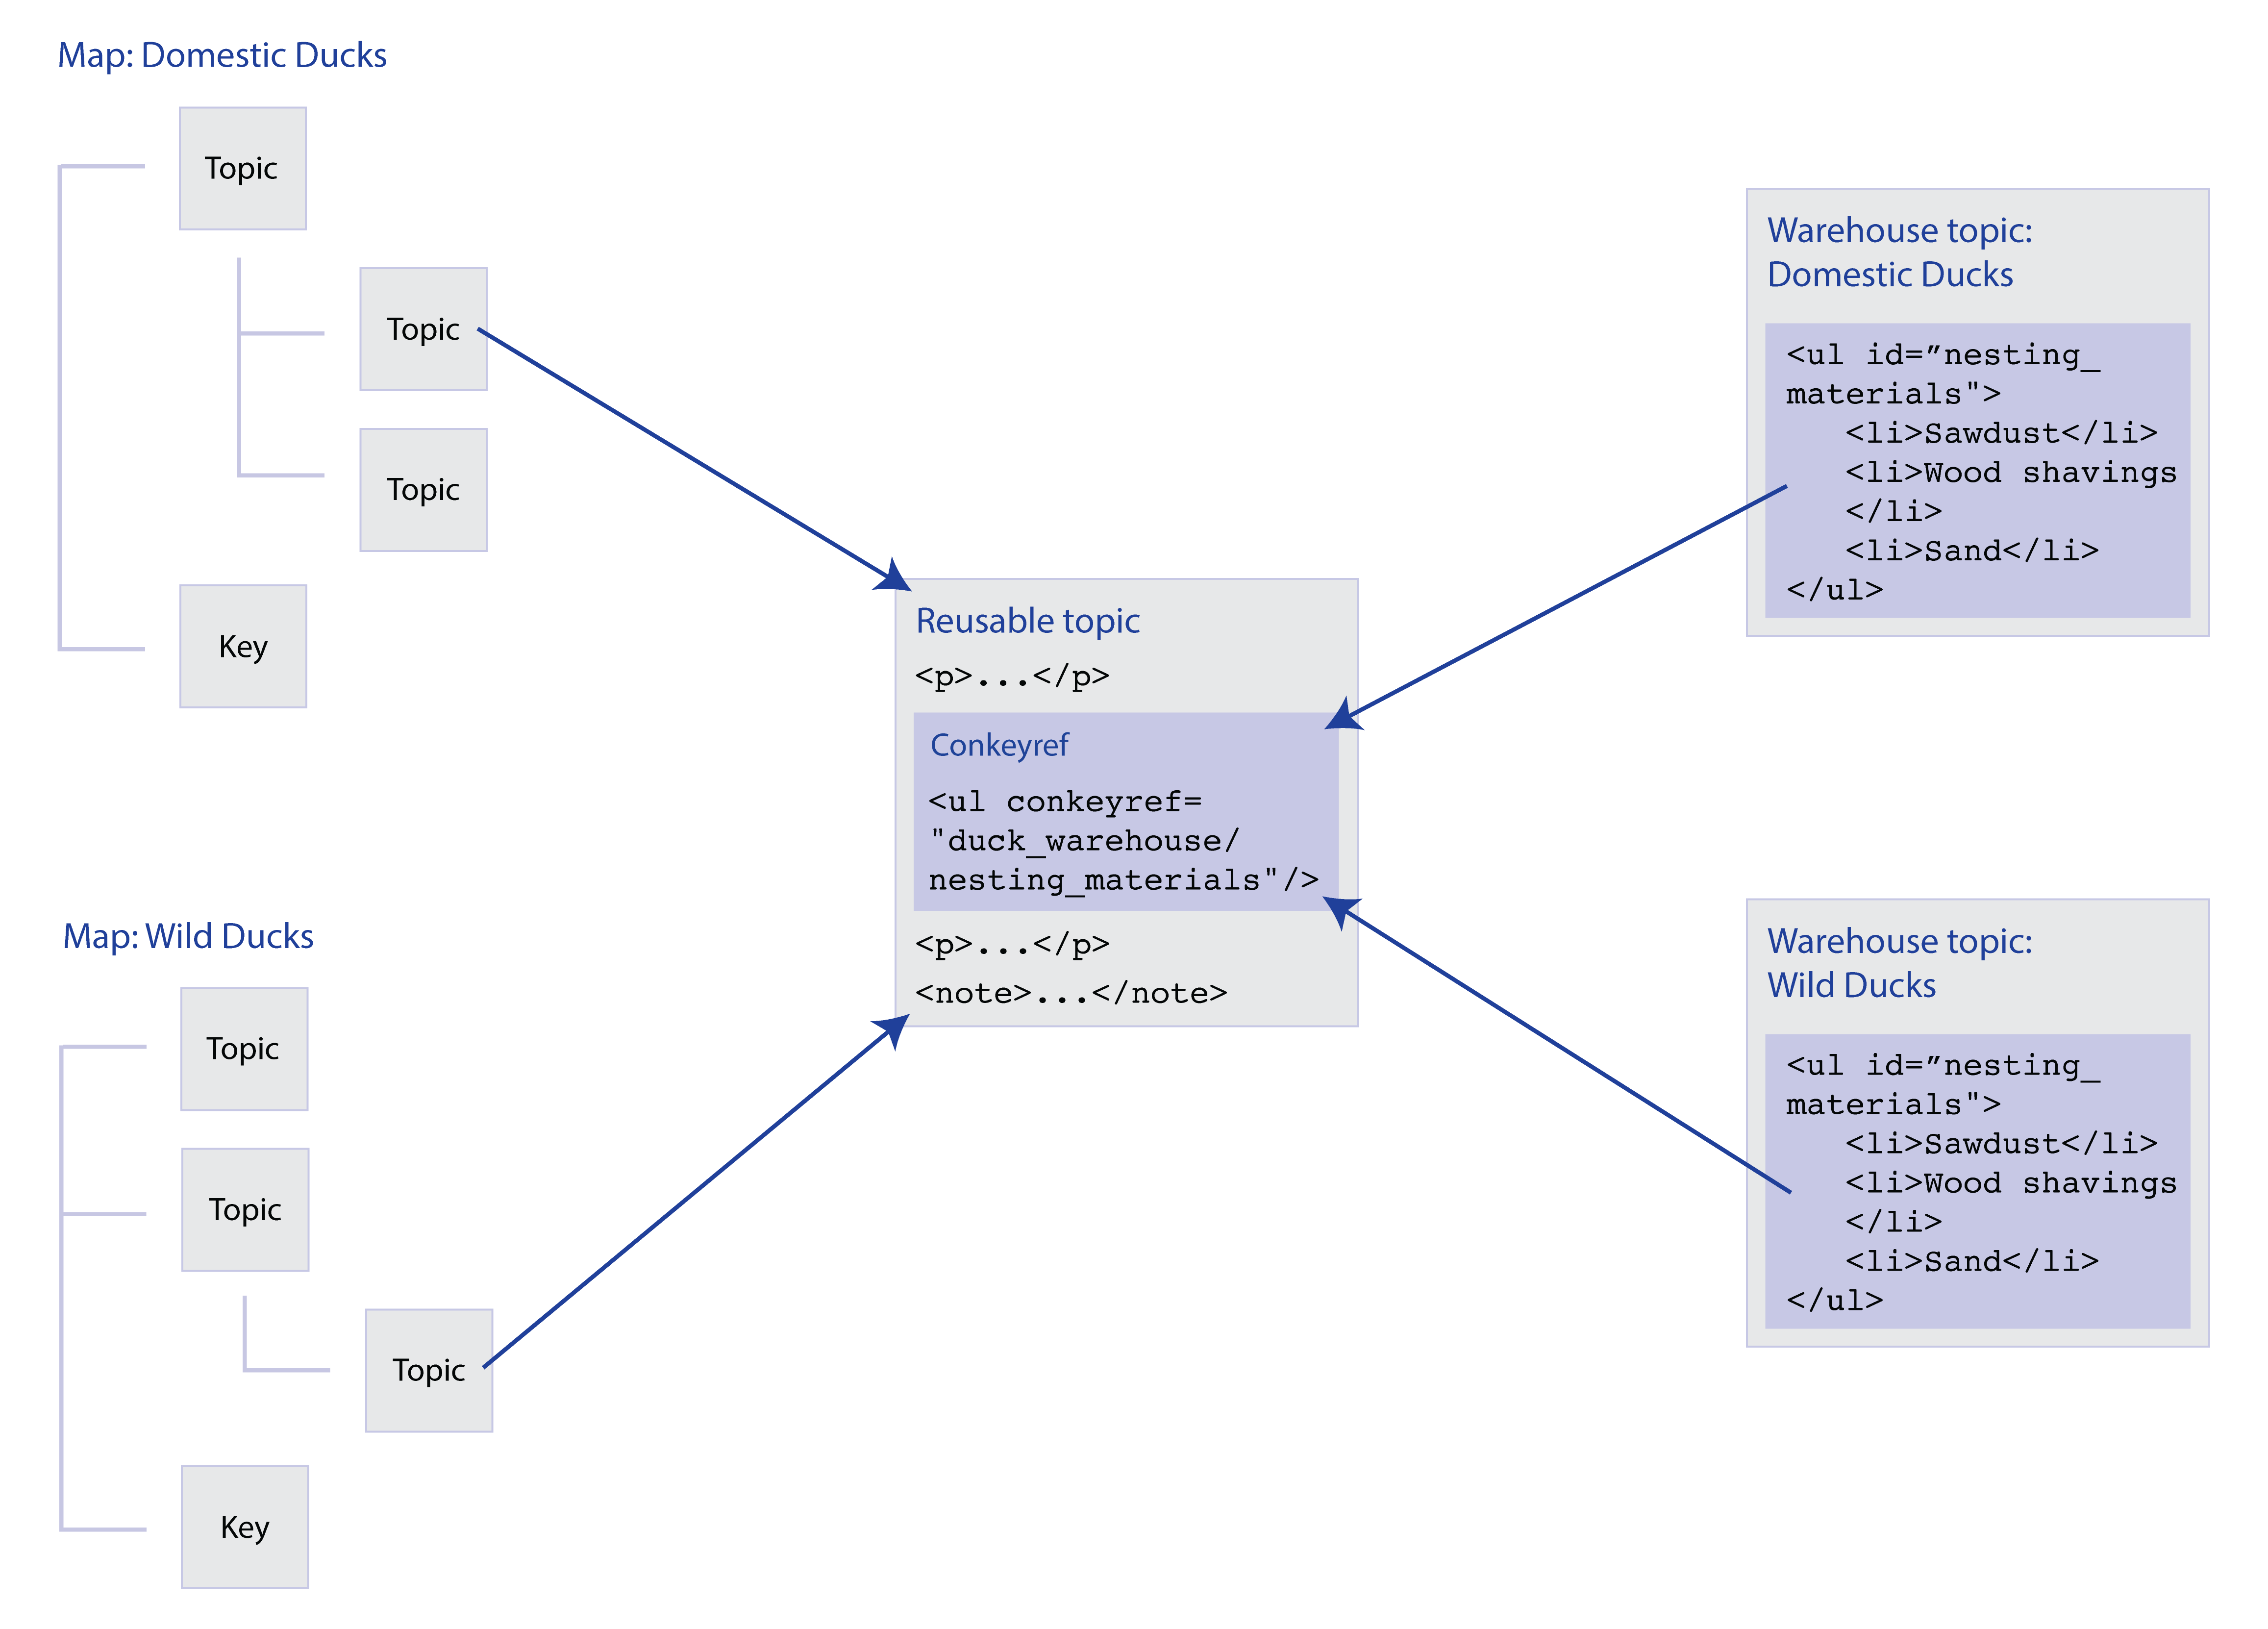 Map: Domestic Ducks
Topic
Topic
Topic
Key
Map: Wild Ducks
Topic
Topic
Topic
Key
Reusable topic
<p>...</p>
Conkeyref
<ul conkeyref=
"duck_warehouse/
nesting_materials"/>
<p>...</p>
<note>...</note>
Warehouse topic:
Domestic Ducks
<ul id=”nesting_
materials">
<li>Sawdust</li>
<li>Wood shavings
</li>
<li>Sand</li>
</ul>
Warehouse topic:
Wild Ducks
<ul id=”nesting_
materials">
<li>Sawdust</li>
<li>Wood shavings
</li>
<li>Sand</li>
</ul>